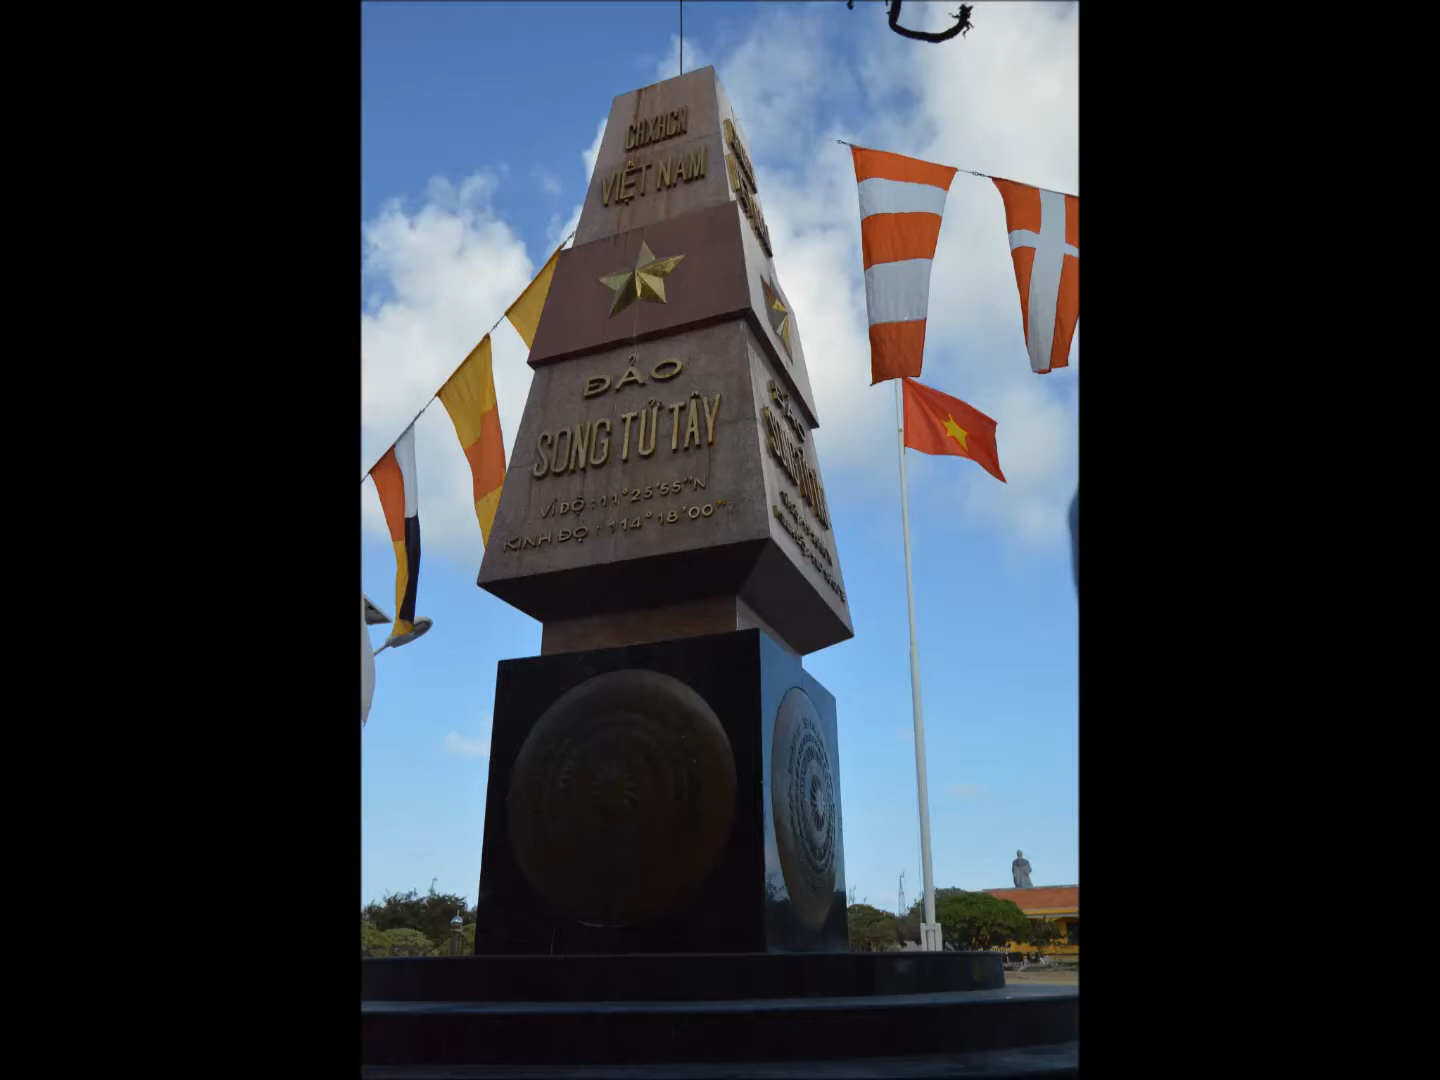 CHXHCN
VIỆT NAM
ĐẢO
SONG TỬ TÂY
VĨ ĐỘ : 11° 25'55"N
KINH ĐỘ : 114° 18'00"